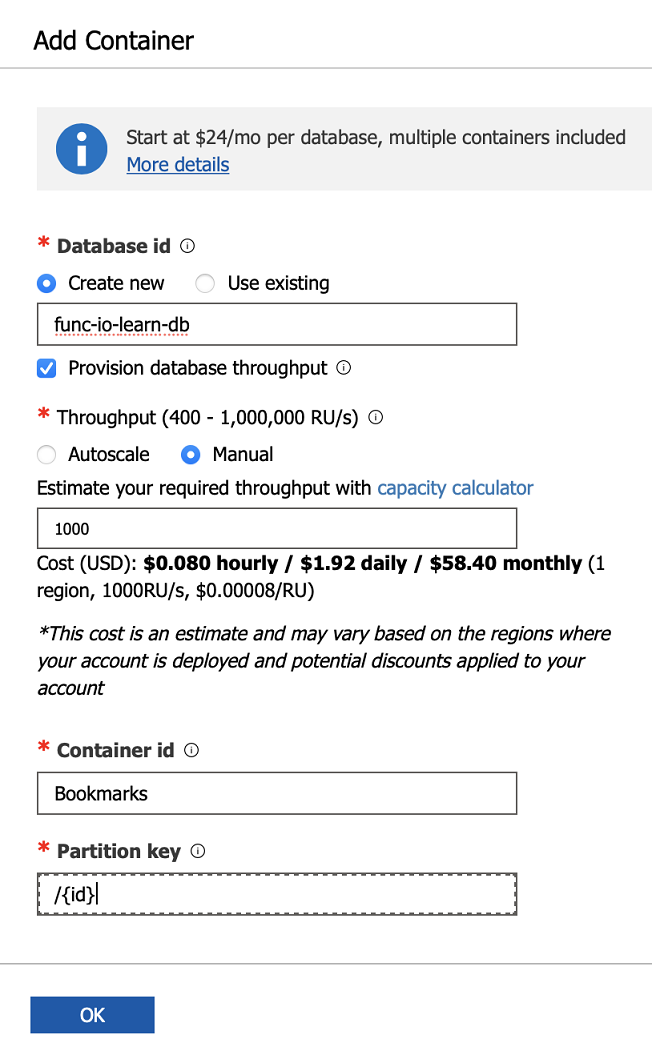 Add Container
Start at $24/mo per database, multiple containers included
More details
* Database id
Create new Use existing
func-io-learn-db
Provision database throughput
* Throughput (400 - 1,000,000 RU/s)
Autoscale Manual
Estimate your required throughput with capacity calculator
1000
Cost (USD): $0.080 hourly / $1.92 daily / $58.40 monthly (1
region, 1000RU/s, $0.00008/RU)
*This cost is an estimate and may vary based on the regions where
your account is deployed and potential discounts applied to your
account
* Container id
Bookmarks
* Partition key
/{id}
OK